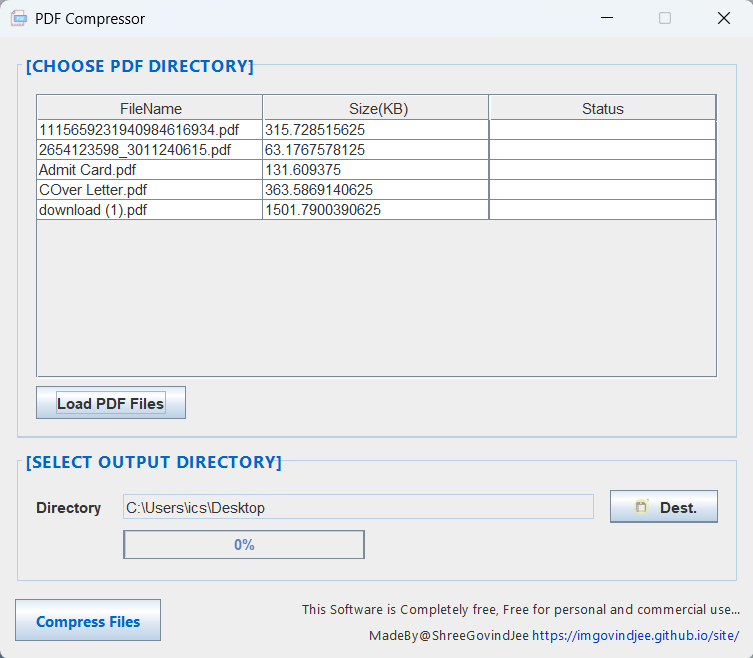 PDF Compressor
[CHOOSE PDF DIRECTORY]
FileName Size(KB) Status
1115659231940984616934.pdf 315.728515625
2654123598_3011240615.pdf 63.1767578125
Admit Card.pdf 131.609375
COver Letter.pdf 363.5869140625
download (1).pdf 1501.7900390625
Load PDF Files
[SELECT OUTPUT DIRECTORY]
Directory C:\Users\ics\Desktop Dest.
0%
Compress Files
This Software is Completely free, Free for personal and commercial use...
MadeBy@ShreeGovindJee https://imgovindjee.github.io/site/